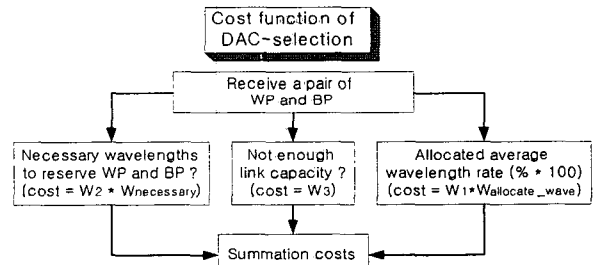 Cost function of
DAC-selection
Receive a pair of
WP and BP
Necessary wavelengths
to reserve WP and BP ?
(cost = W2 * Wnecessary)
Not enough
link capacity ?
(cost = W3)
Allocated average
wavelength rate (% * 100)
(cost = W1*Wallocate_wave)
Summation costs